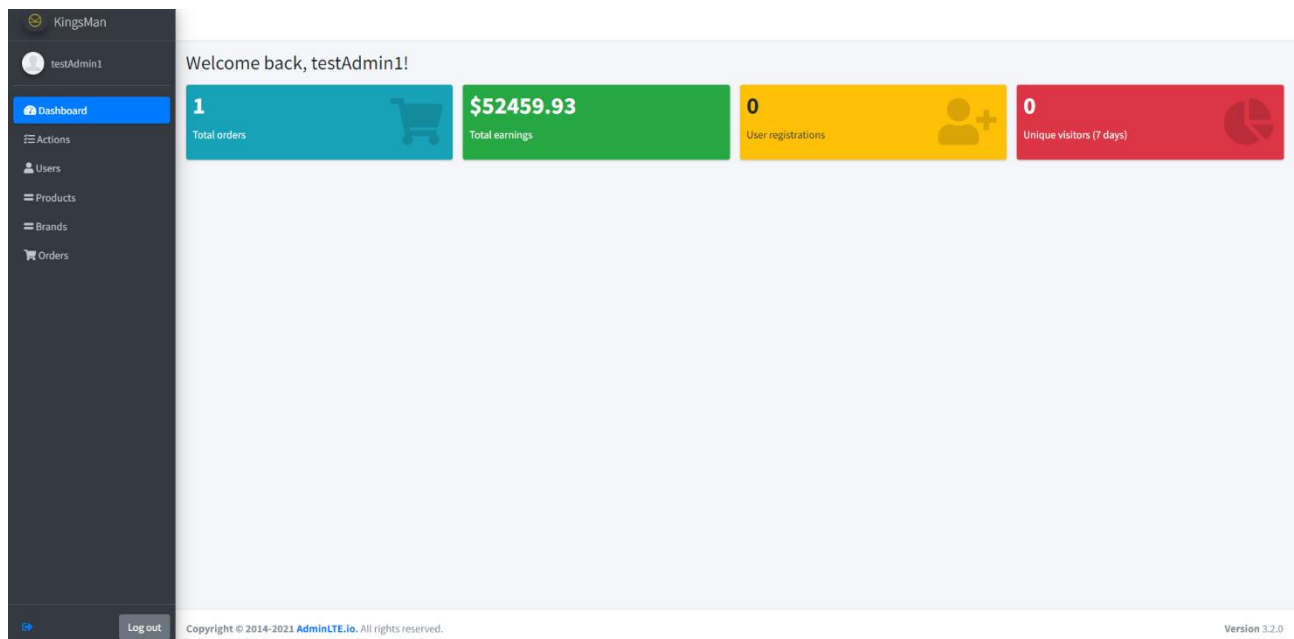 KingsMan
testAdmin1
Dashboard
Actions
Users
Products
Brands
Orders
Log out
Welcome back, testAdmin1!
1
Total orders
$52459.93
Total earnings
0
User registrations
0
Unique visitors (7 days)
Copyright © 2014-2021 AdminLTE.io. All rights reserved.
Version 3.2.0